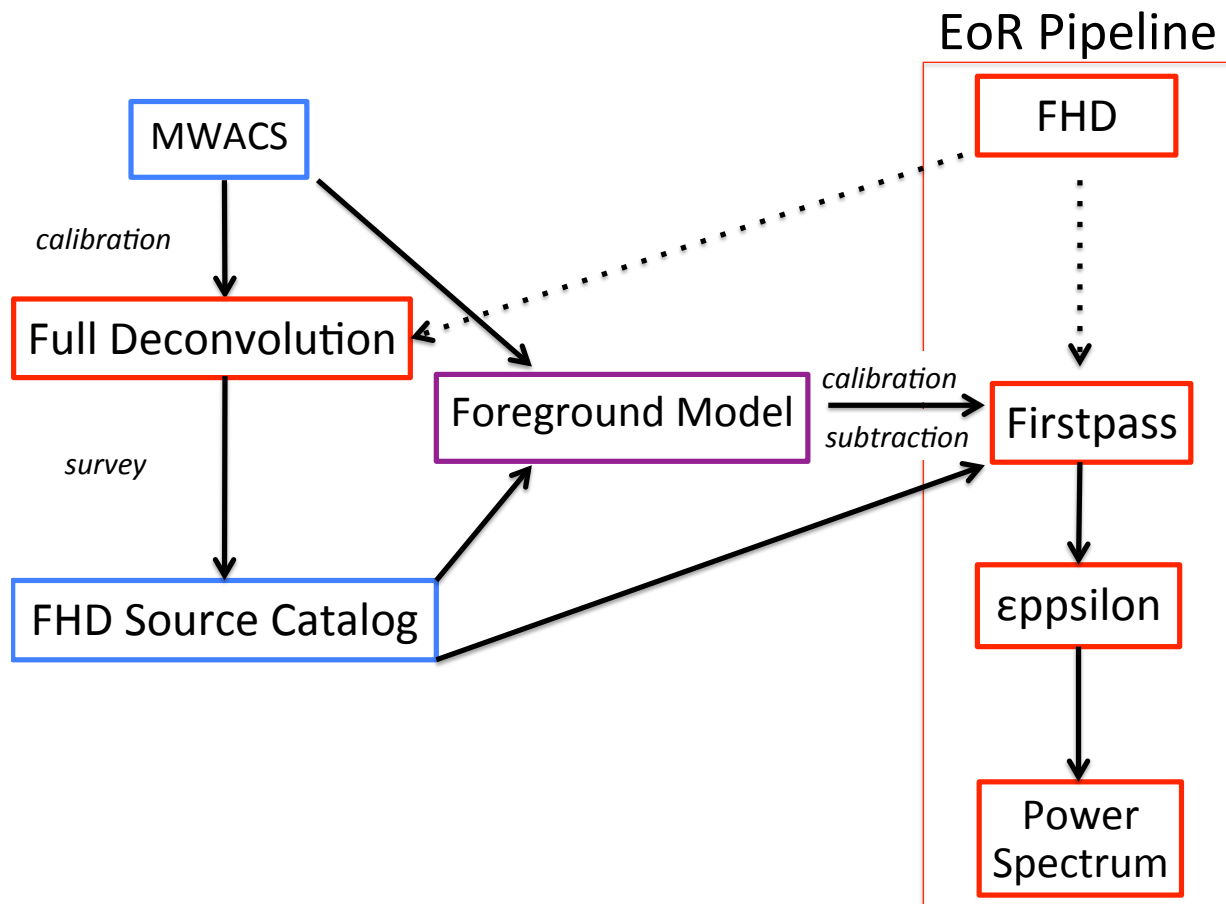 EoR Pipeline
FHD
MWACS
calibration
Full Deconvolution
Foreground Model
calibration
subtraction
Firstpass
survey
FHD Source Catalog
εppsilon
Power
Spectrum